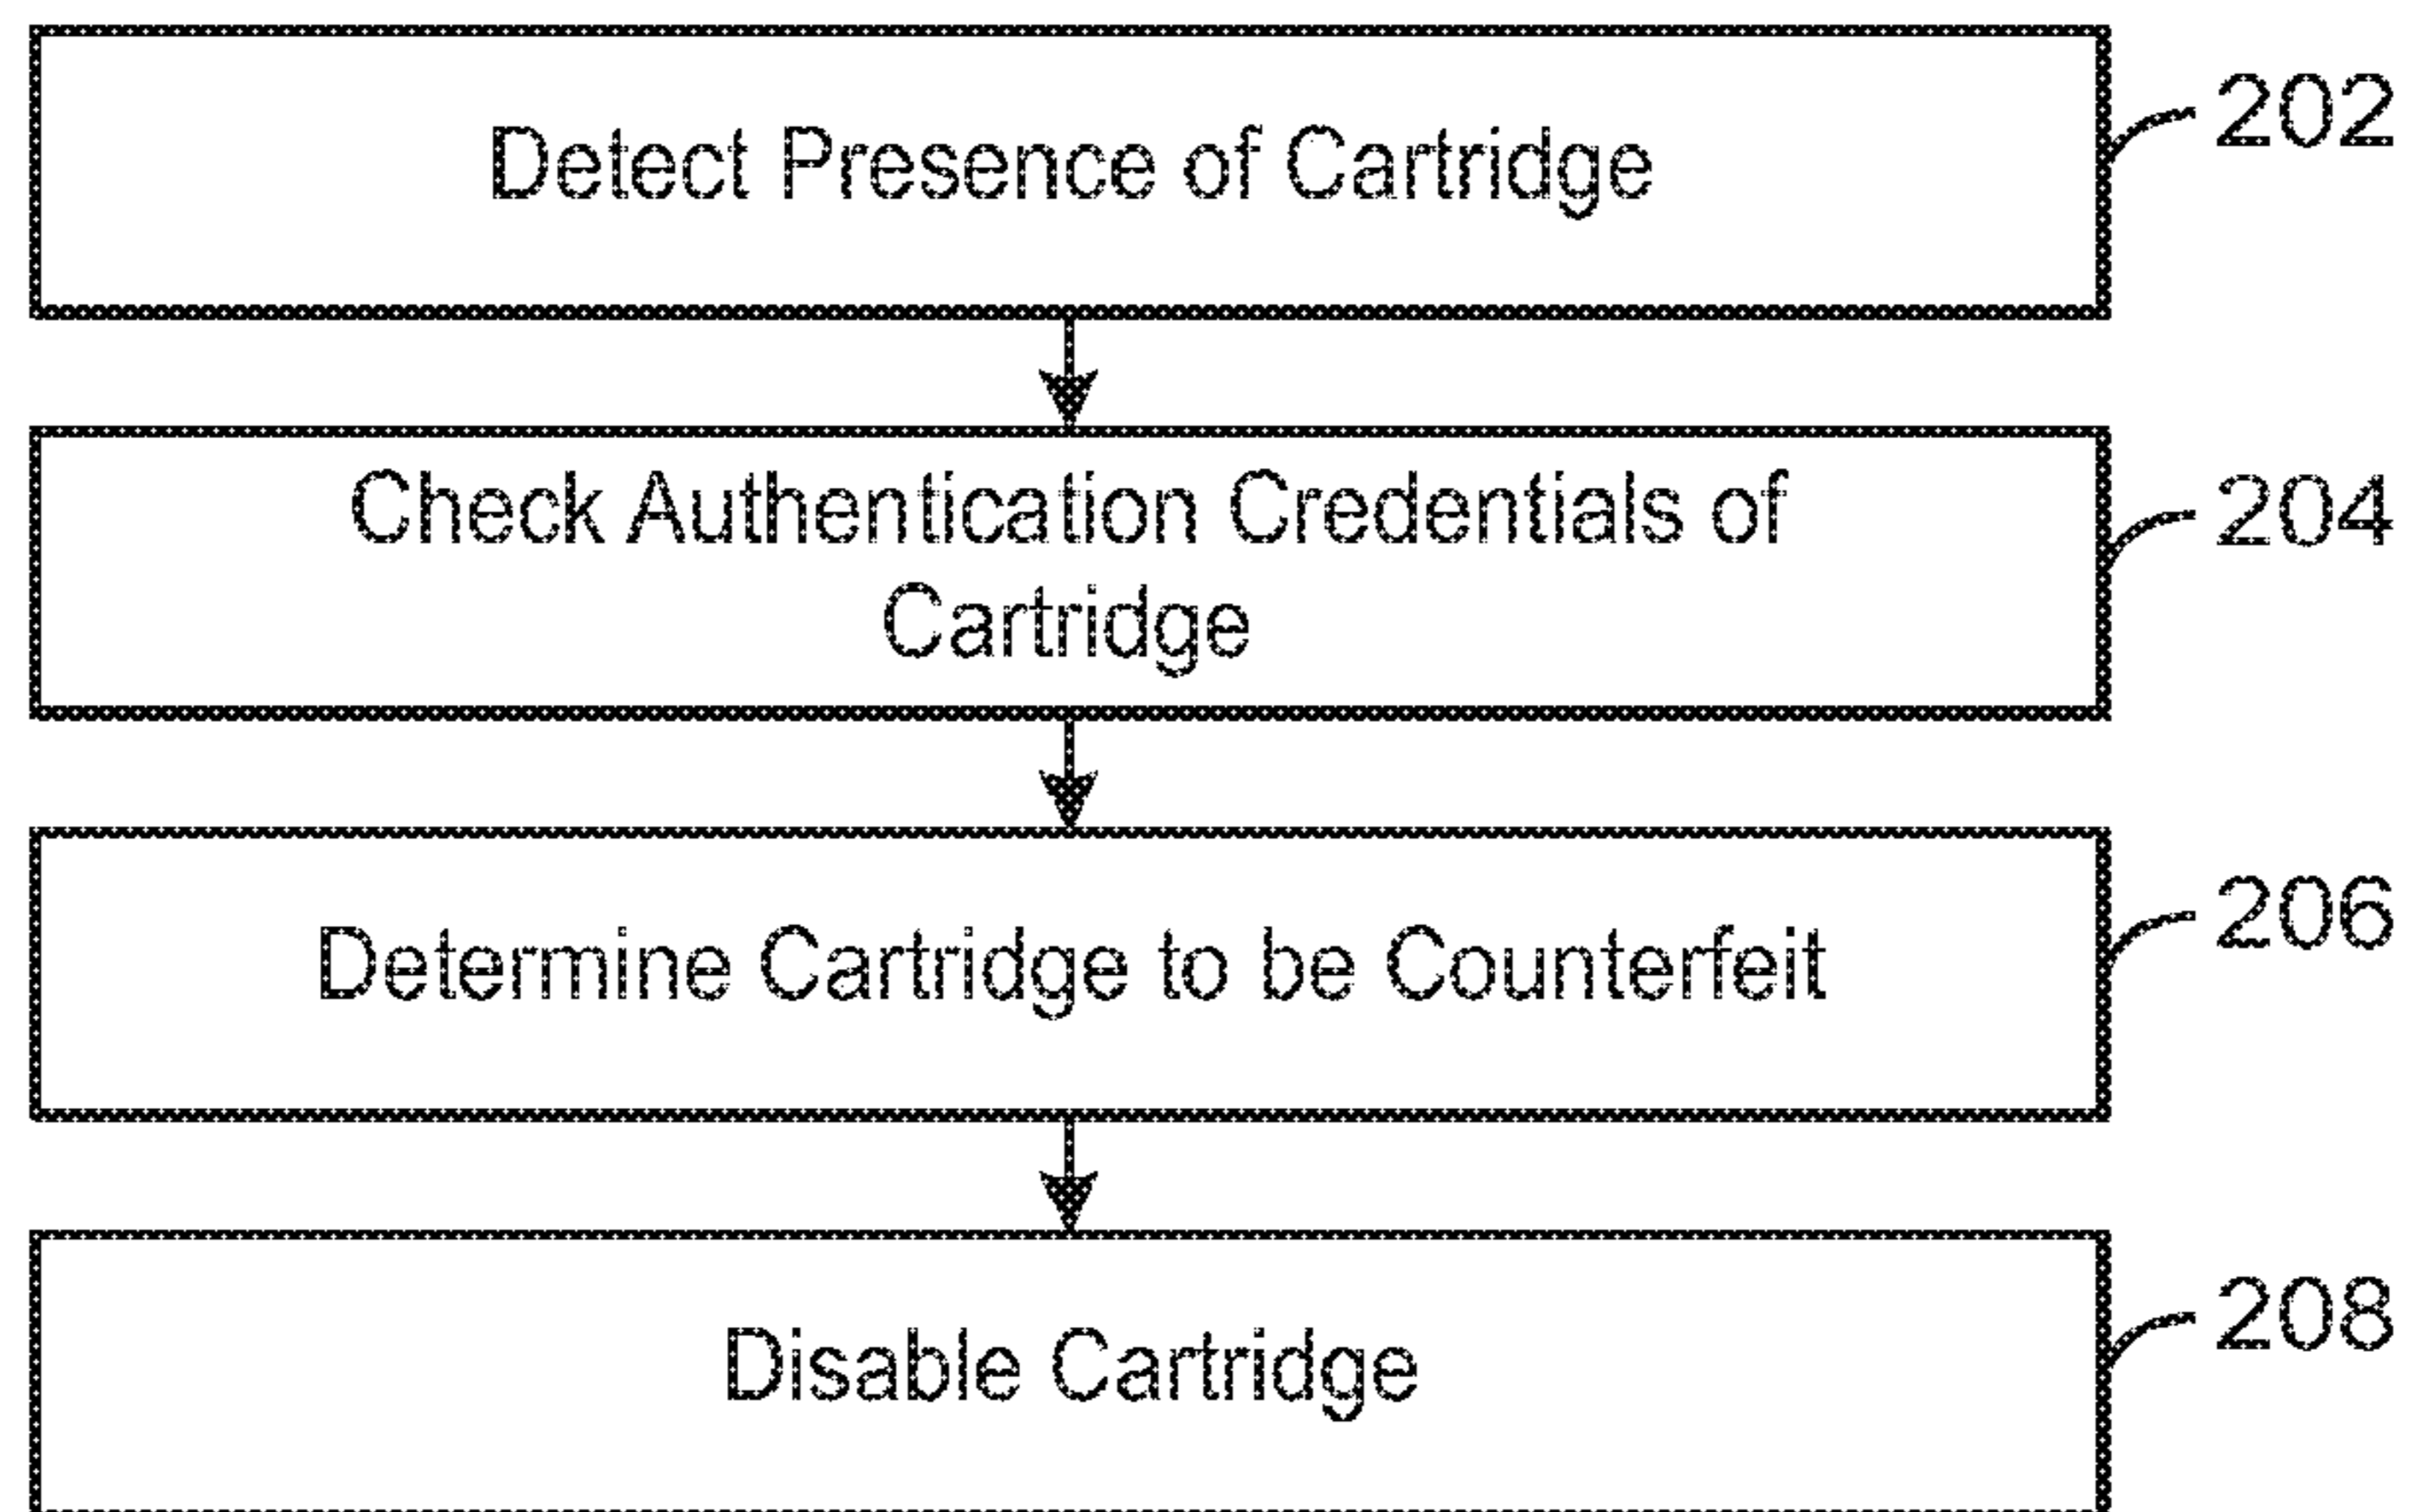 Detect Presence of Cartridge
202
Check Authentication Credentials of
Cartridge
204
Determine Cartridge to be Counterfeit
206
Disable Cartridge
208